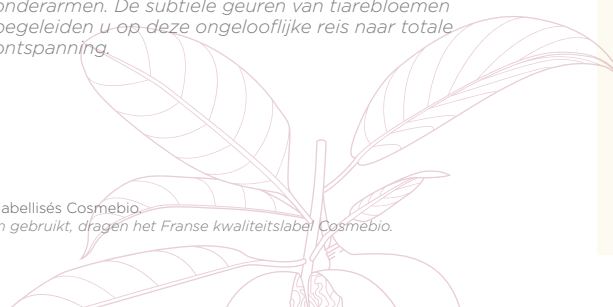 onderarmen. De subtiele geuren van tiarebloemen
begeleiden u op deze ongelooflijke reis naar totale
ontspanning.
labellisés Cosmebio.
n gebruikt, dragen het Franse kwaliteitslabel Cosmebio.